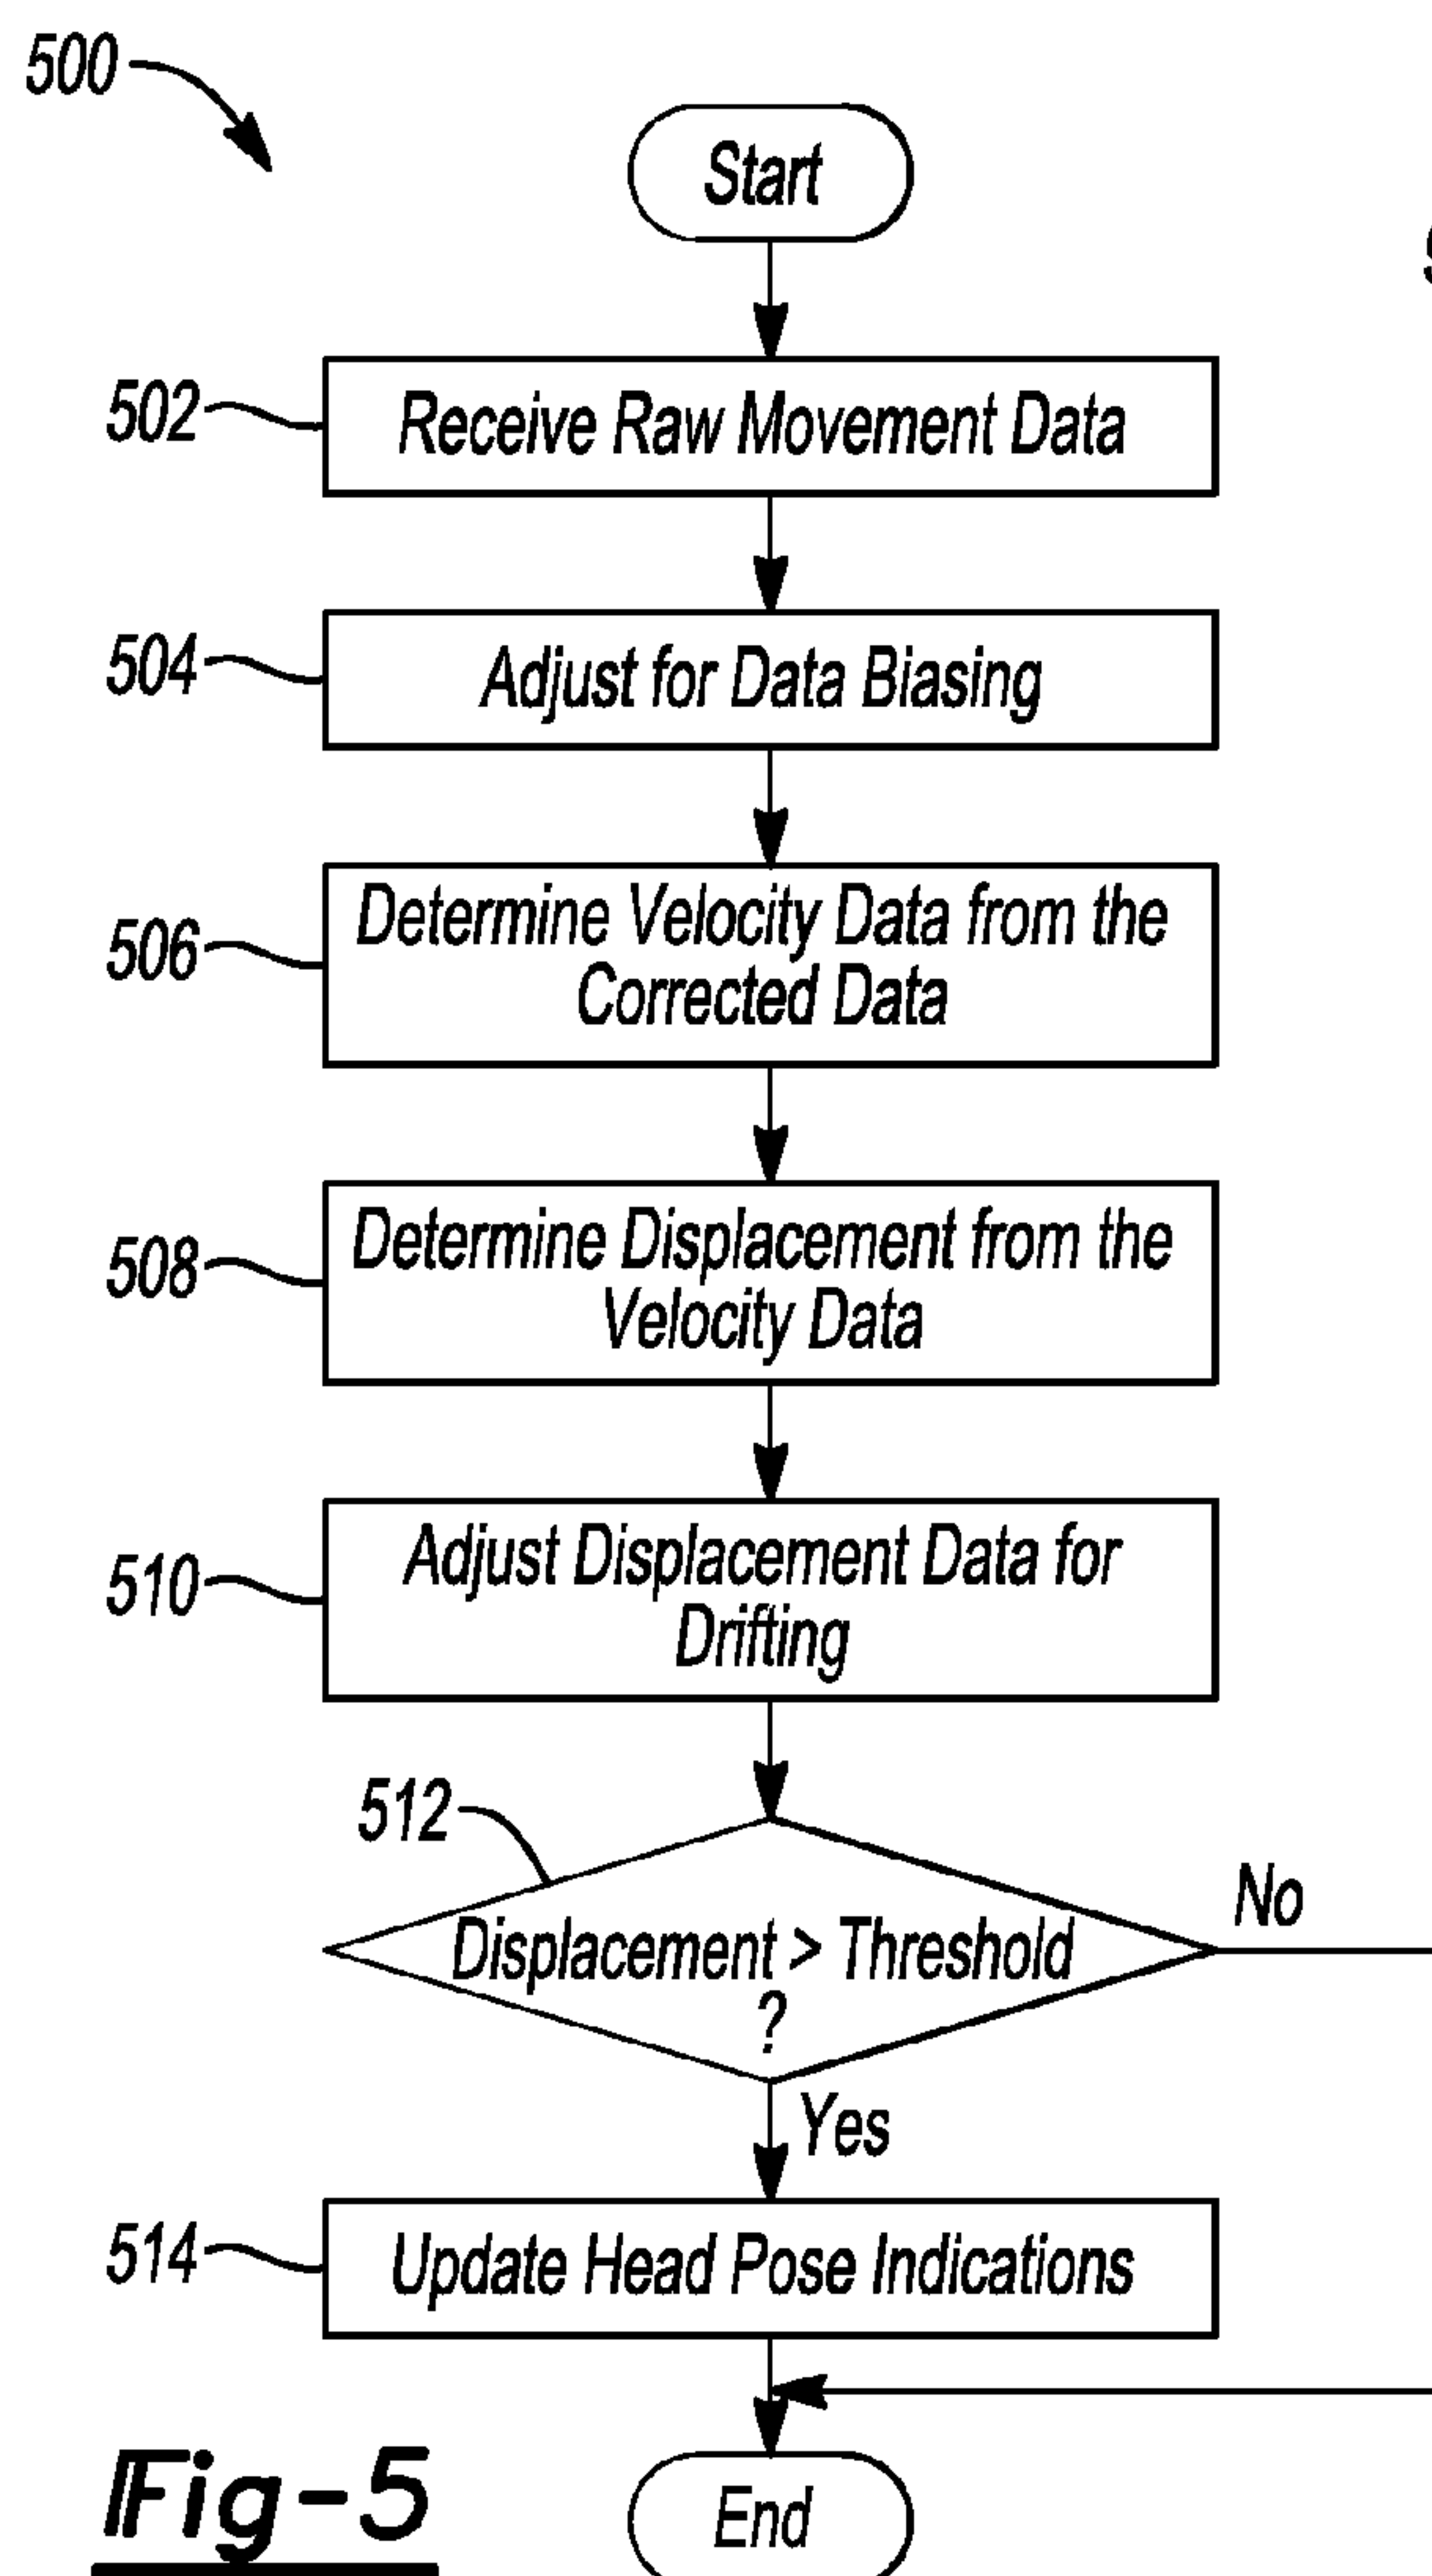 500
Start
502
Receive Raw Movement Data
504
Adjust for Data Biasing
506
Determine Velocity Data from the
Corrected Data
508
Determine Displacement from the
Velocity Data
510
Adjust Displacement Data for
Drifting
512
Displacement > Threshold
?
No
Yes
514
Update Head Pose Indications
End
Fig-5